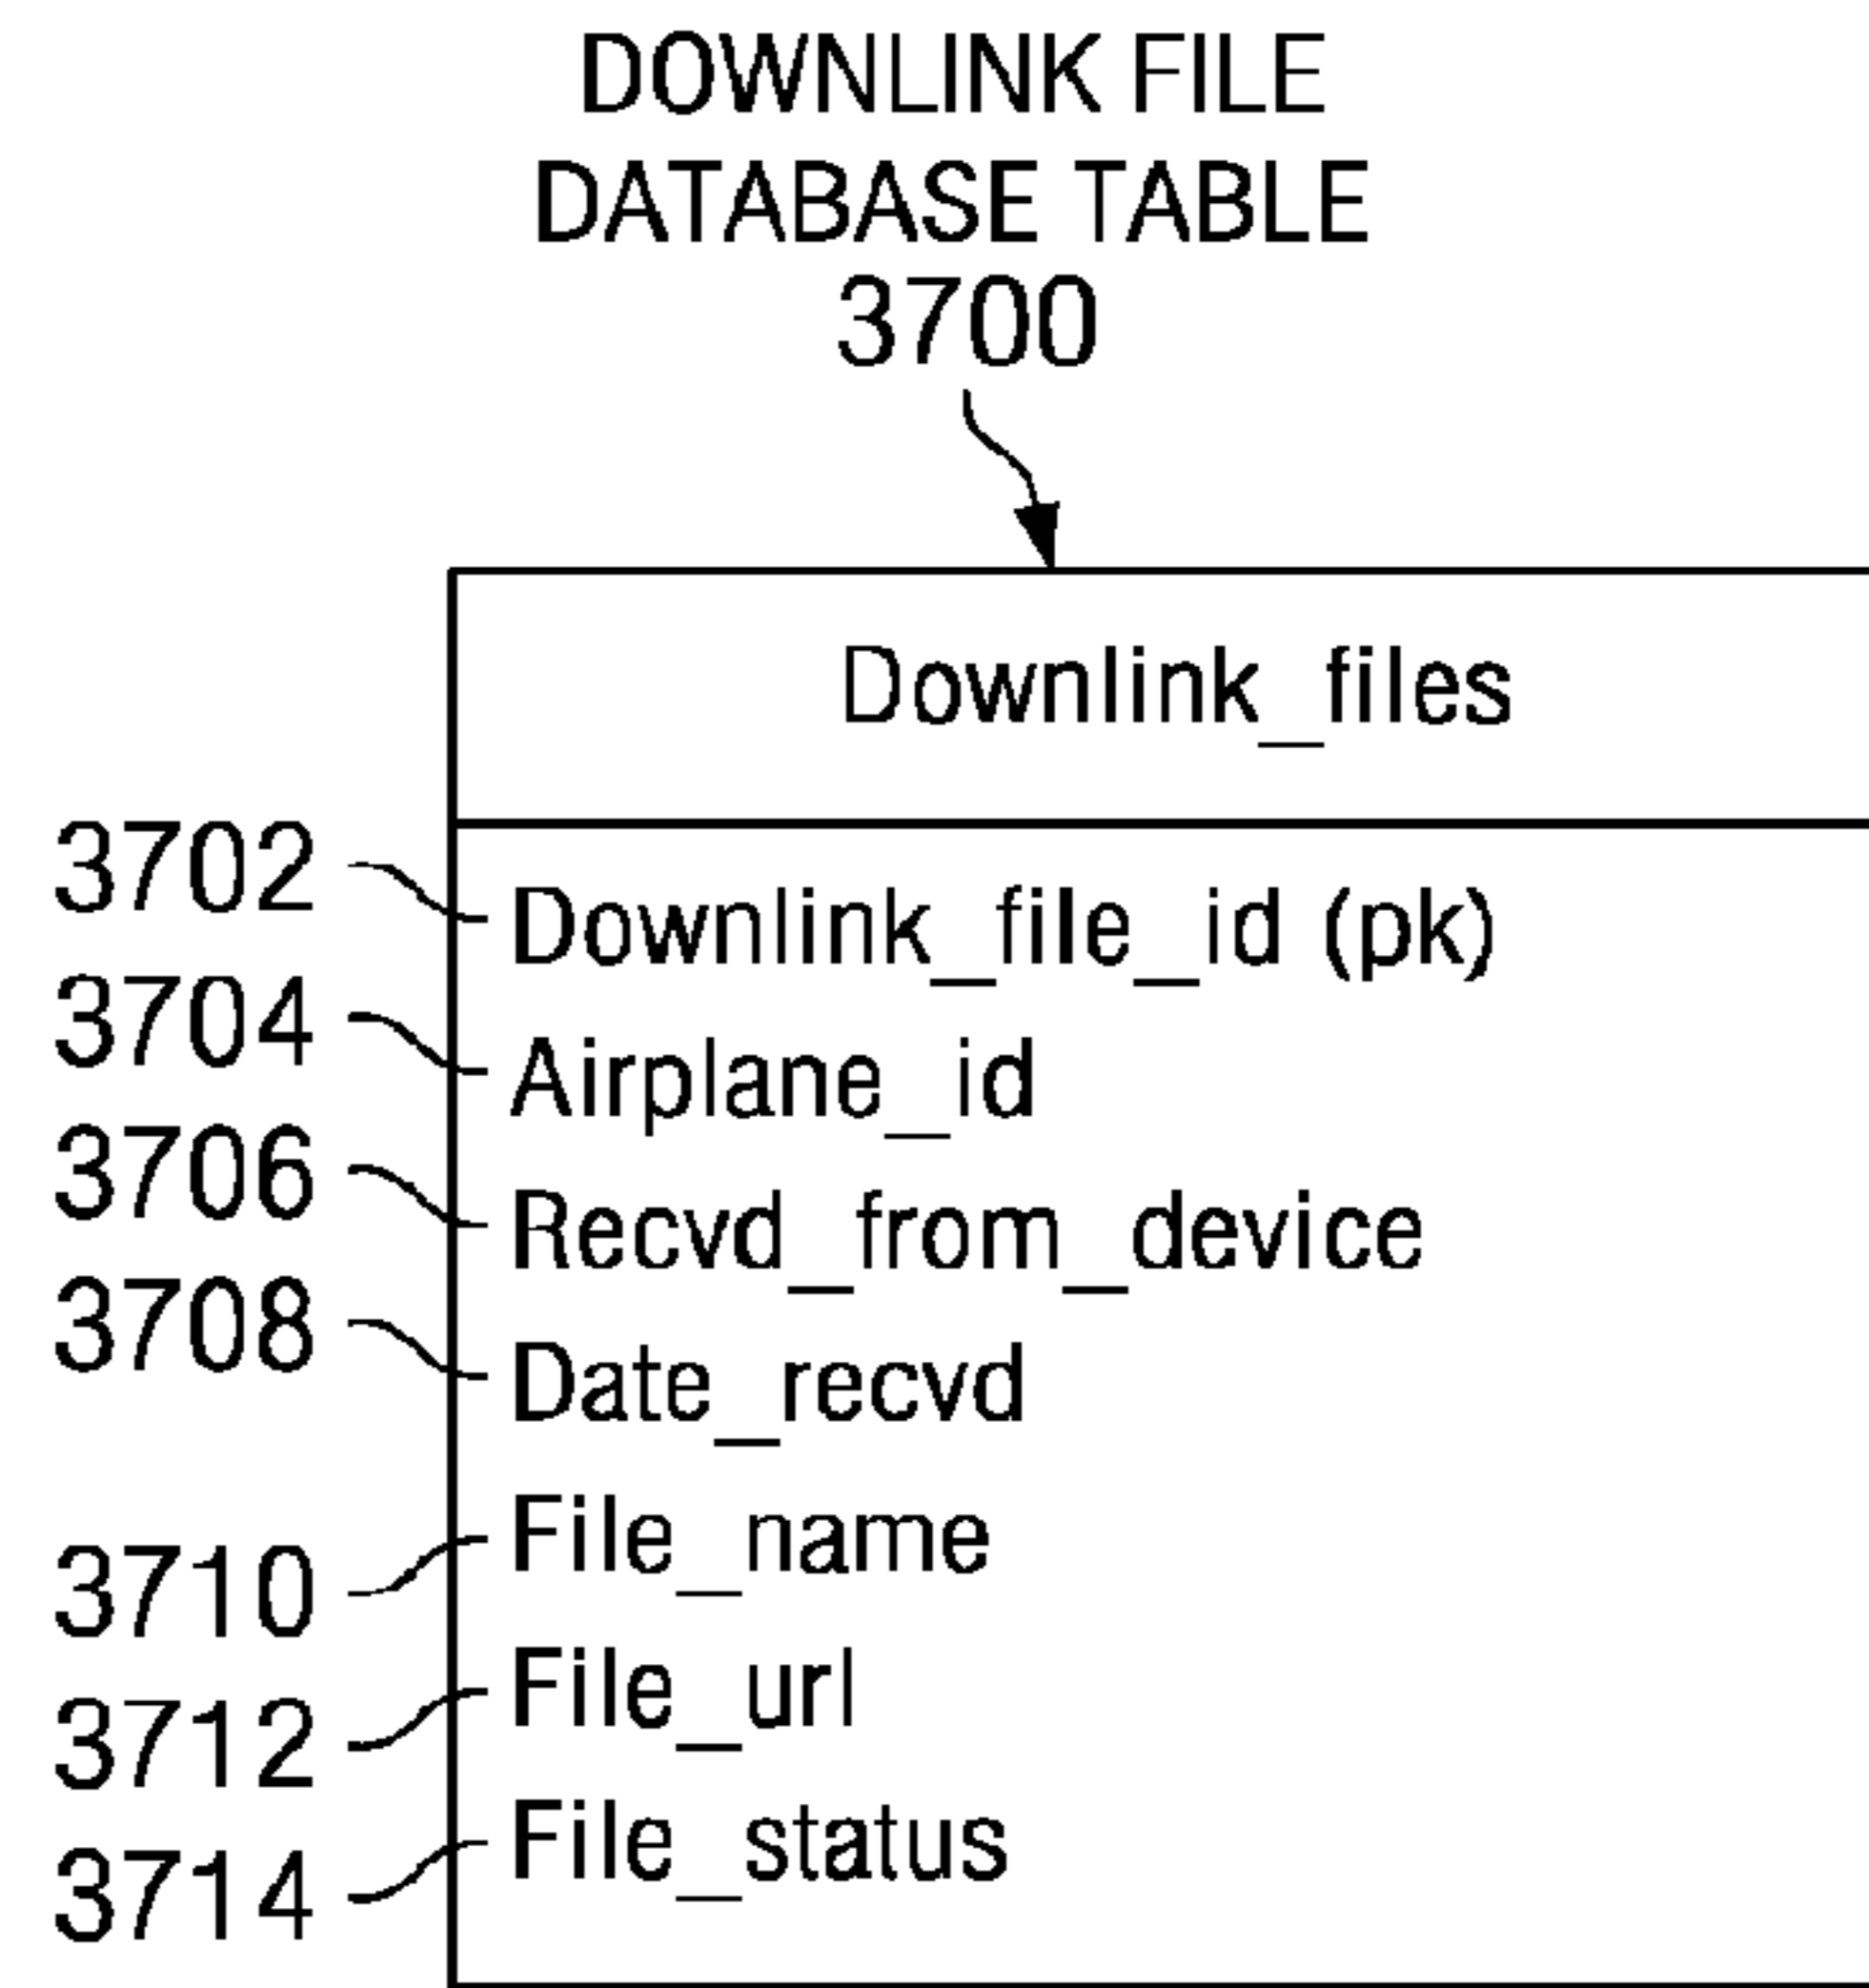 DOWNLINK FILE
DATABASE TABLE
3700
Downlink_files
3702 Downlink_file_id (pk)
3704 Airplane_id
3706 Recvd_from_device
3708 Date_recvd
3710 File_name
3712 File_url
3714 File_status